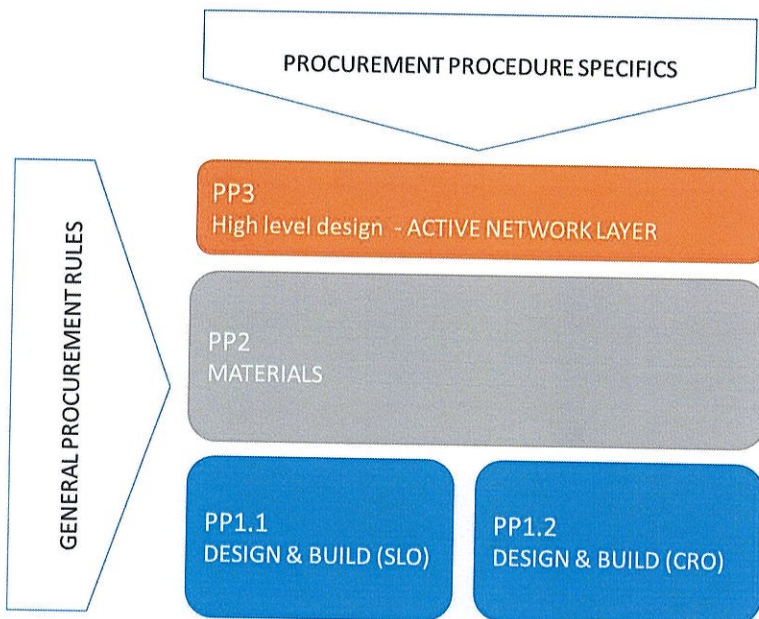 PROCUREMENT PROCEDURE SPECIFICS
GENERAL PROCUREMENT RULES
PP3
High level design - ACTIVE NETWORK LAYER
PP2
MATERIALS
PP1.1
DESIGN & BUILD (SLO)
PP1.2
DESIGN & BUILD (CRO)